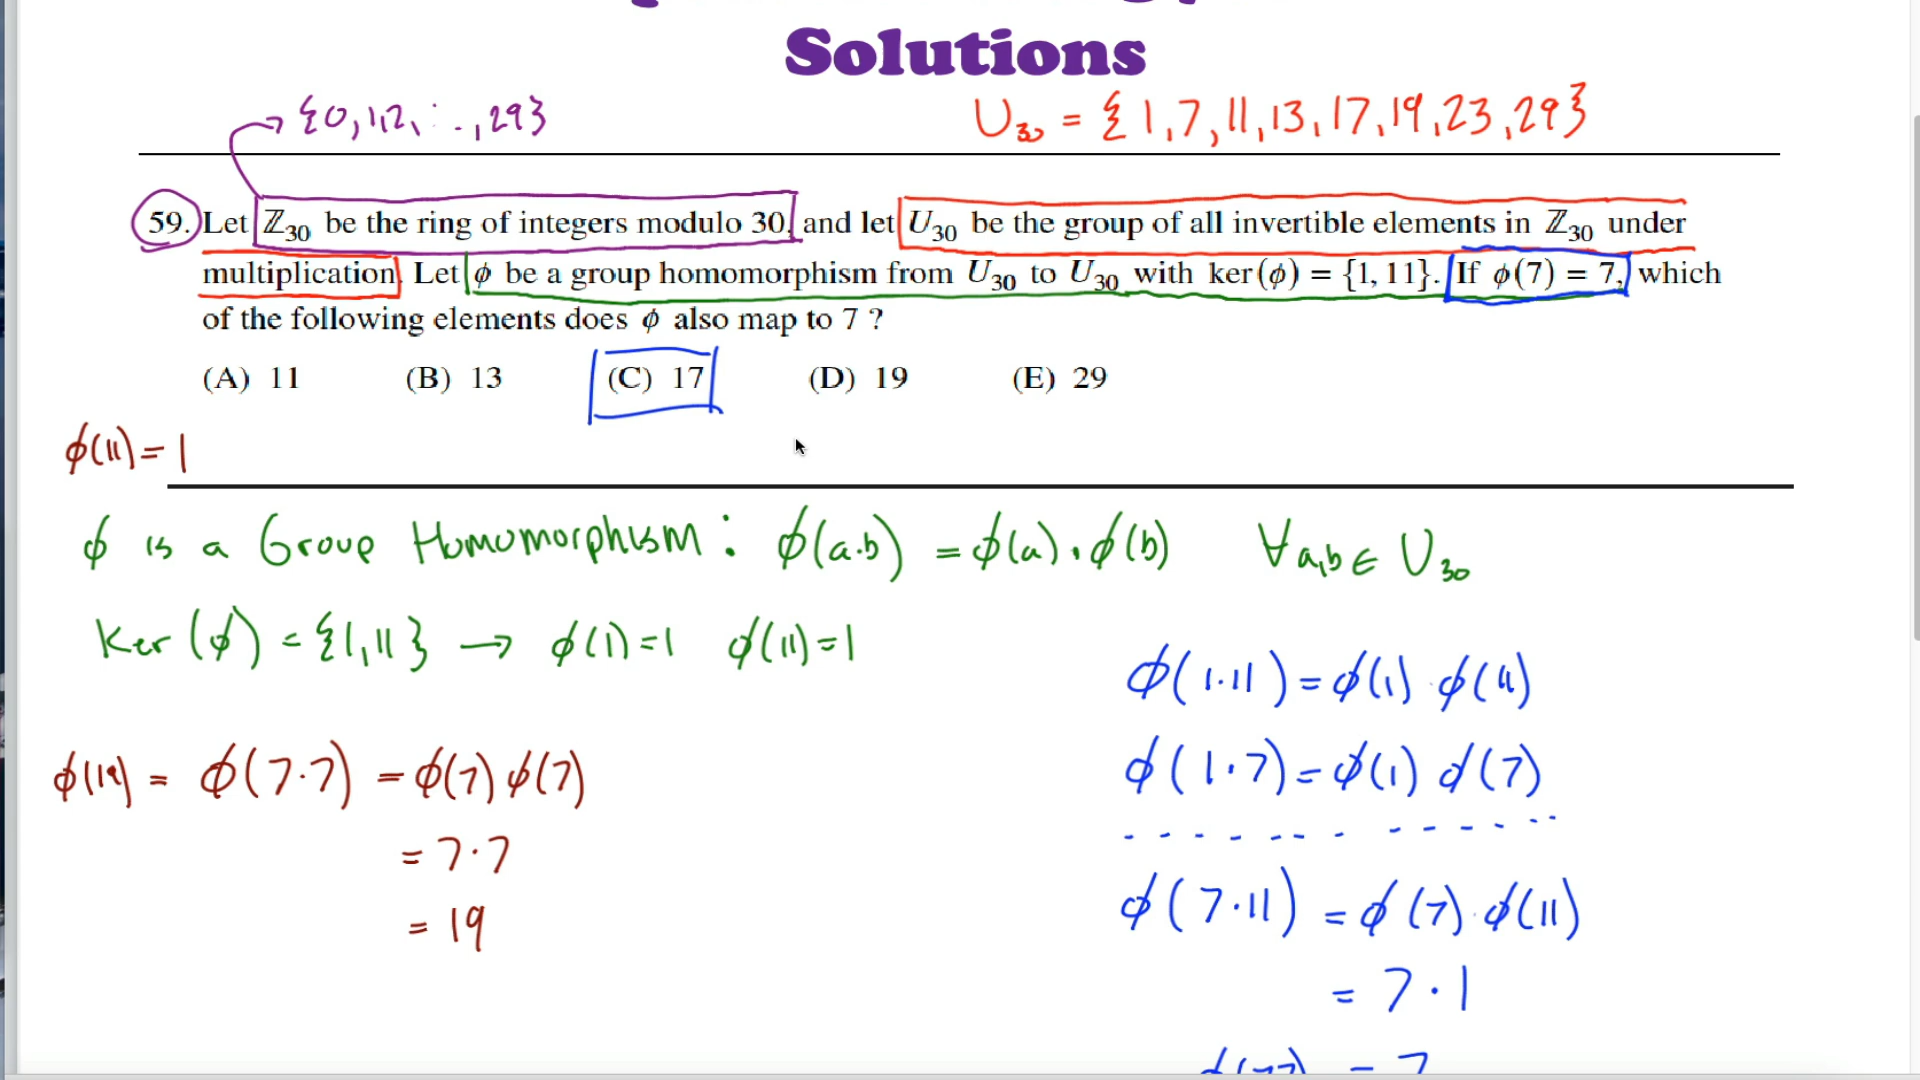 Solutions
{0,1,2, ..., 29}
U₃₀ = {1,7,11,13,17,19,23,29}
59. Let ℤ₃₀ be the ring of integers modulo 30, and let U₃₀ be the group of all invertible elements in ℤ₃₀ under
multiplication. Let ϕ be a group homomorphism from U₃₀ to U₃₀ with ker(ϕ) = {1, 11}. If ϕ(7) = 7, which
of the following elements does ϕ also map to 7 ?
(A) 11 (B) 13 (C) 17 (D) 19 (E) 29
ϕ(11) = 1
ϕ is a Group Homomorphism: ϕ(a·b) = ϕ(a)·ϕ(b) ∀a,b∈ U₃₀
Ker(ϕ) = {1,11} → ϕ(1)=1 ϕ(11)=1
ϕ(1·11) = ϕ(1)·ϕ(11)
ϕ(1·7) = ϕ(1) ϕ(7)
ϕ(19) = ϕ(7·7) = ϕ(7) ϕ(7)
= 7·7
= 19
ϕ(7·11) = ϕ(7)·ϕ(11)
= 7·1
ϕ(77) = 7